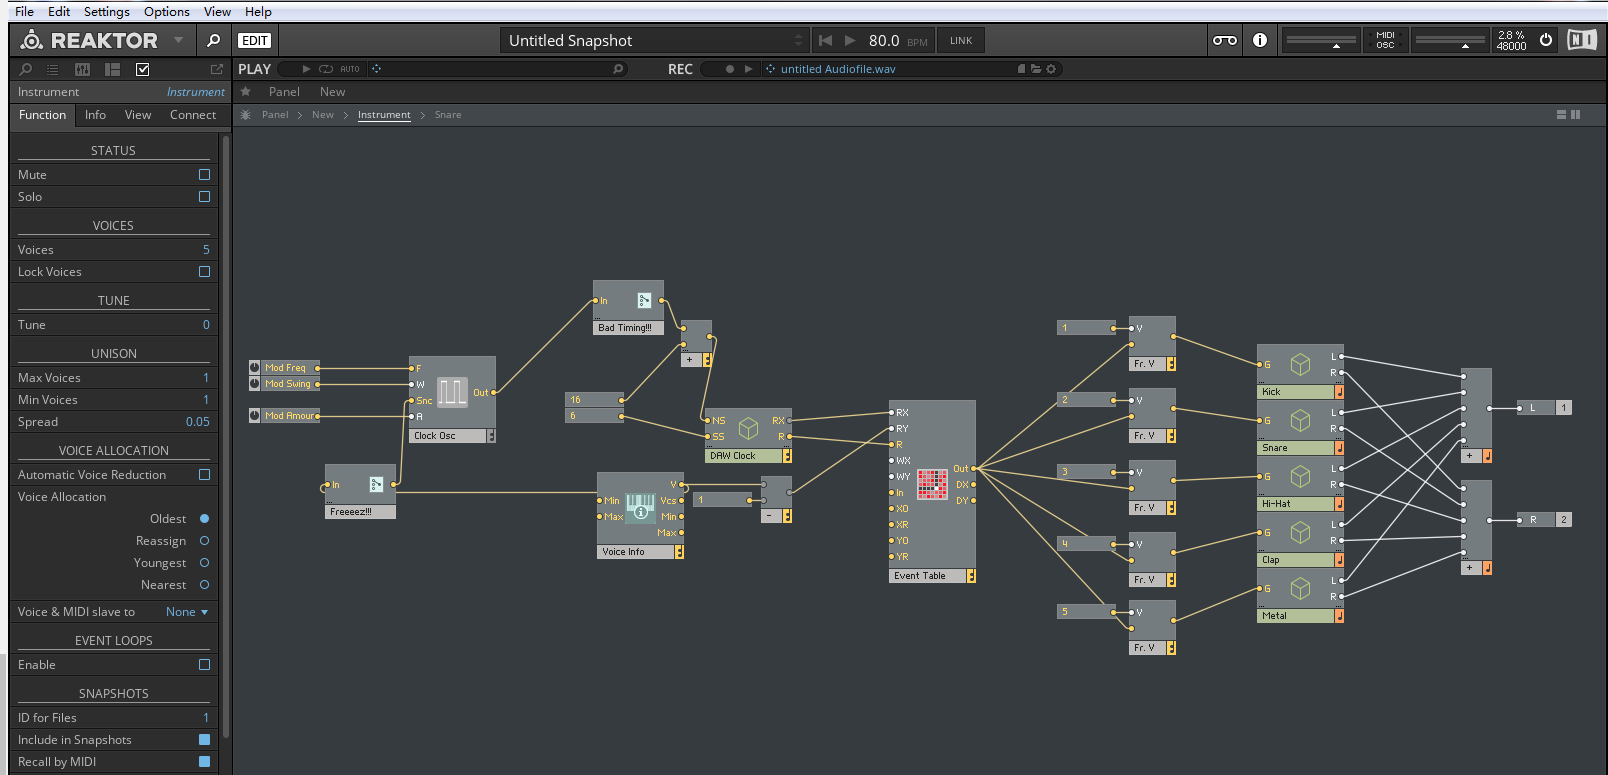 File Edit Settings Options View Help
REAKTOR EDIT Untitled Snapshot 80.0 BPM LINK MIDI OSC 2.8 % 48000
PLAY AUTO REC untitled Audiofile.wav
Instrument Instrument Panel New
Function Info View Connect Panel New Instrument Snare
STATUS
Mute
Solo
VOICES
Voices 5
Lock Voices
TUNE
Tune 0
UNISON
Max Voices 1
Min Voices 1
Spread 0.05
VOICE ALLOCATION
Automatic Voice Reduction
Voice Allocation
Oldest
Reassign
Youngest
Nearest
Voice & MIDI slave to None
EVENT LOOPS
Enable
SNAPSHOTS
ID for Files 1
Include in Snapshots
Recall by MIDI
Mod Freq
Mod Swing
Mod Amour
F
W
Snc
A
Out
Clock Osc
In
Freeeez!!!
In
Bad Timing!!!
+
16
6
NS RX
SS R
DAW Clock
V
Min Vcs
Max Min
Max
Voice Info
1
-
RX
RY
R
WX
WY
In
XO
XR
YO
YR
Out
DX
DY
Event Table
1 V
Fr. V
2 V
Fr. V
3 V
Fr. V
4 V
Fr. V
5 V
Fr. V
G L
R
Kick
G L
R
Snare
G L
R
Hi-Hat
G L
R
Clap
G L
R
Metal
+
L 1
+
R 2